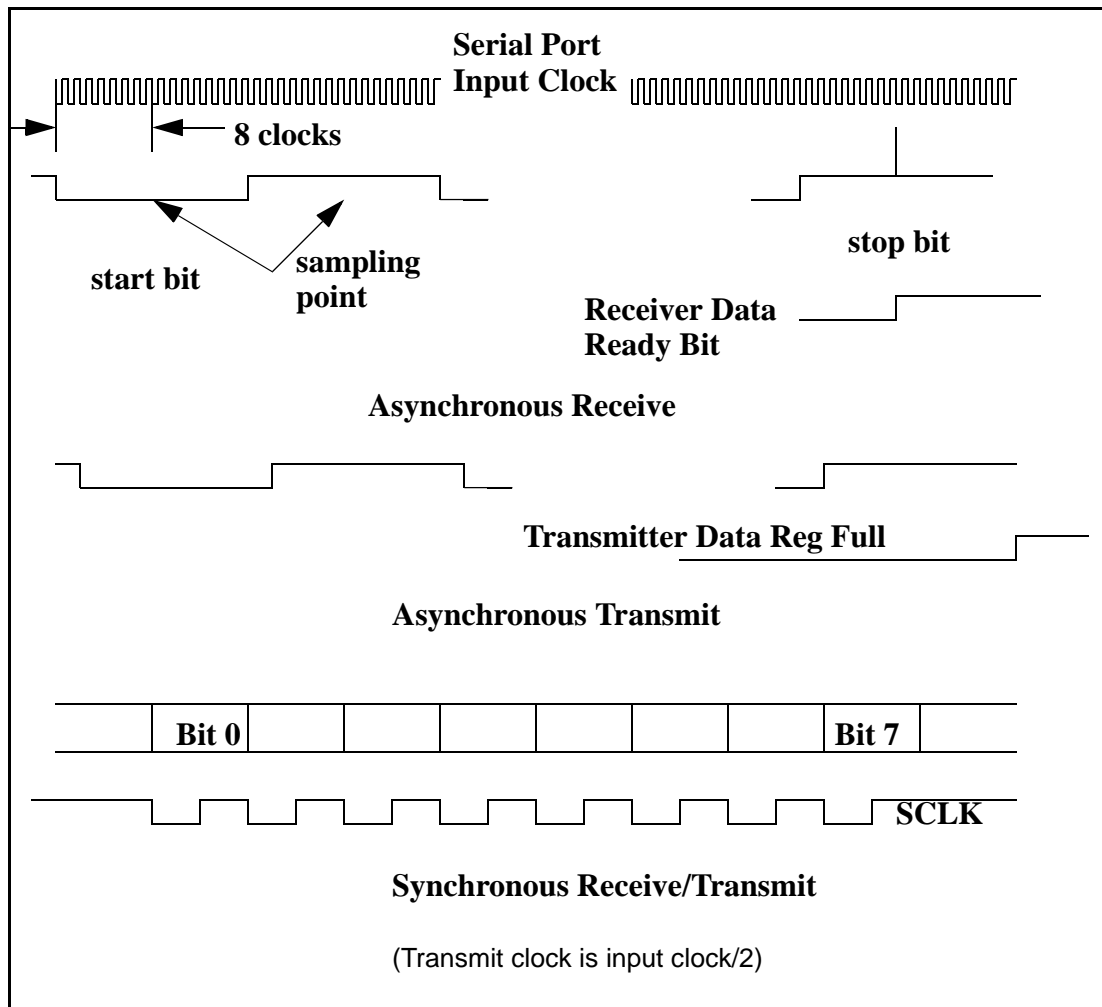 Serial Port
Input Clock
8 clocks
stop bit
start bit
sampling
point
Receiver Data
Ready Bit
Asynchronous Receive
Transmitter Data Reg Full
Asynchronous Transmit
Bit 0
Bit 7
SCLK
Synchronous Receive/Transmit
(Transmit clock is input clock/2)